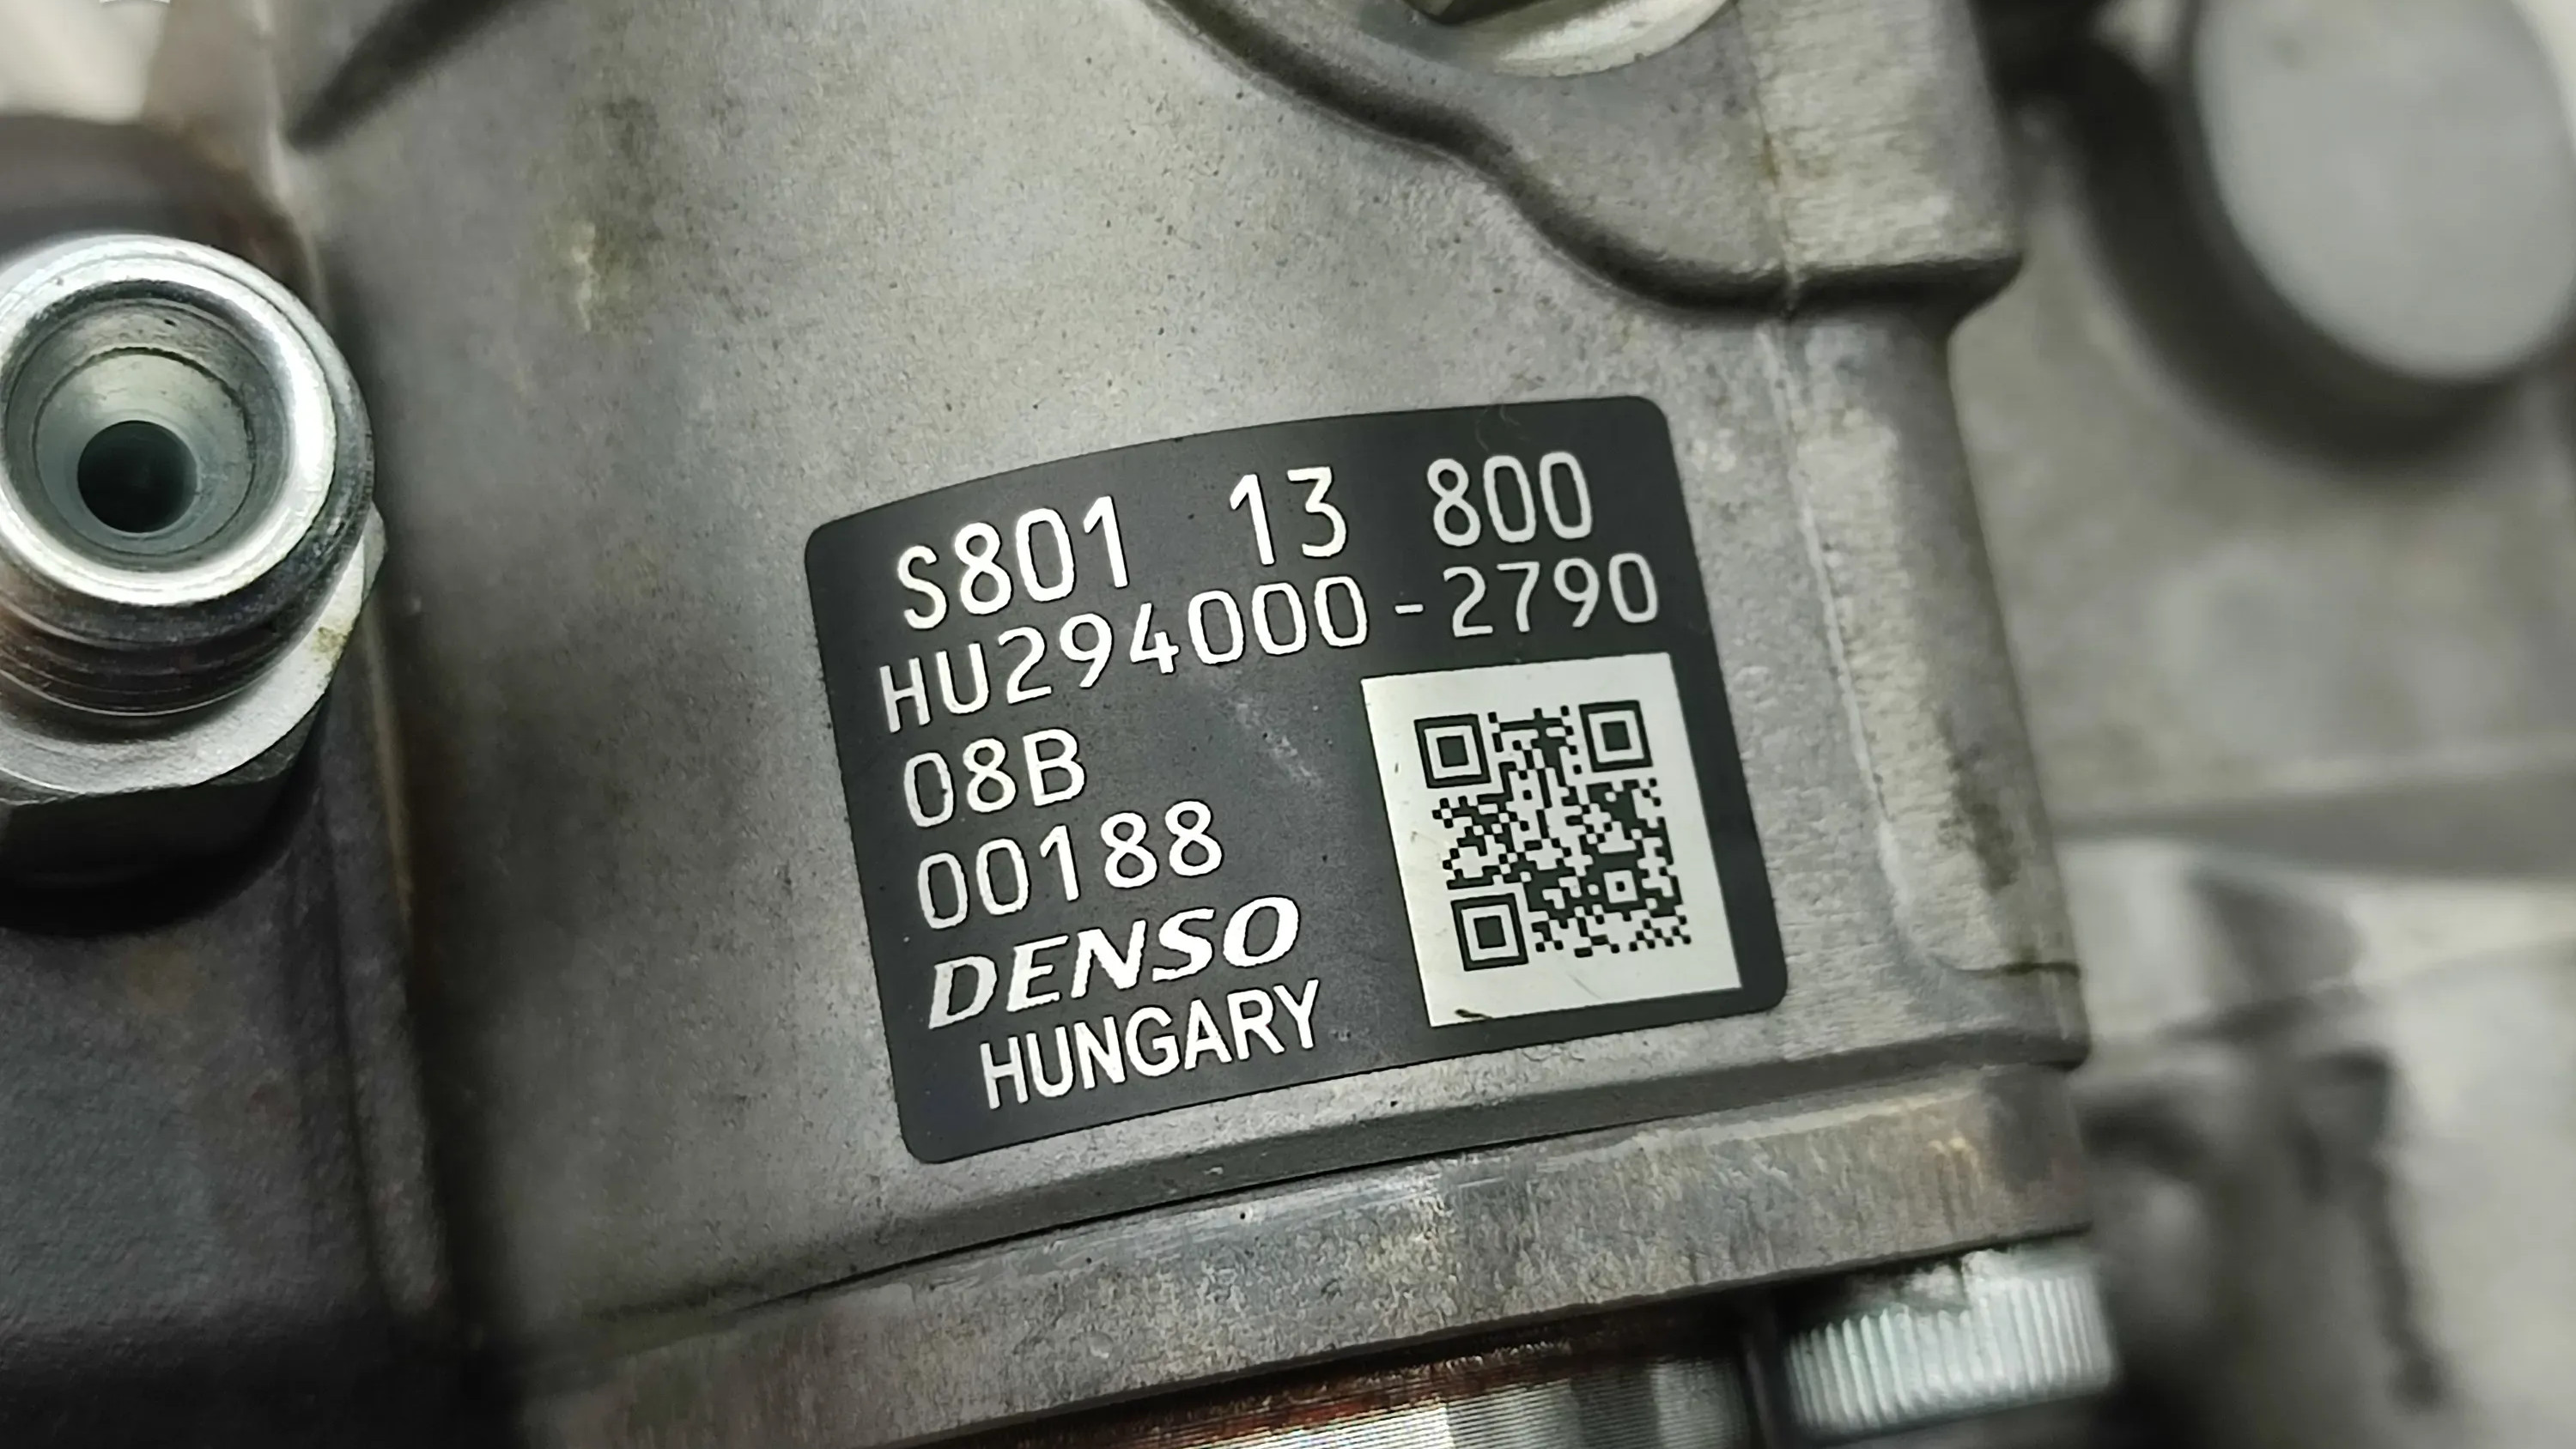 S801 13 800
HU294000-2790
08B
00188
DENSO
HUNGARY